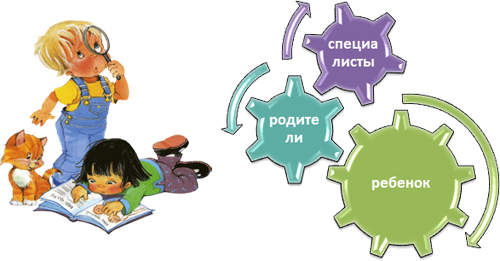 специа
листы
родите
ли
ребенок